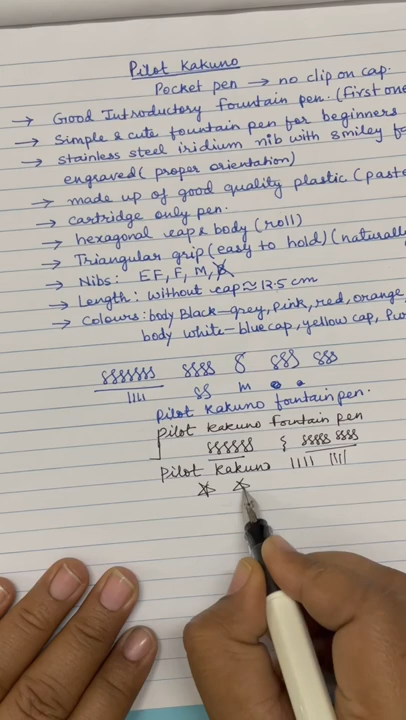 Pilot Kakuno
Pocket pen → no clip on cap.
→ Good Introductory fountain pen. (first one
→ Simple & cute fountain pen for beginners
→ stainless steel iridium nib with smiley
engraved (proper orientation)
→ made up of good quality plastic (
→ cartridge only pen.
→ hexagonal cap & body (roll)
→ Triangular grip (easy to hold) (naturally
→ Nibs: EF, F, M, B
→ Length: without cap ≈ 12.5 cm
→ Colours: body Black - grey, pink, red, orange,
body white - blue cap, yellow cap,
Pilot Kakuno fountain pen.
Pilot Kakuno fountain pen
Pilot Kakuno